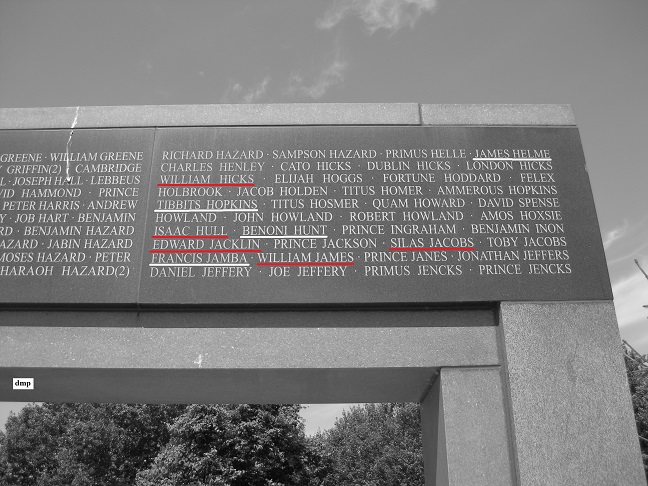 GREENE · WILLIAM GREENE
GRIFFIN(2) · CAMBRIDGE
· JOSEPH HALL · LEBBEUS
HAMMOND · PRINCE
PETER HARRIS · ANDREW
· JOB HART · BENJAMIN
· BENJAMIN HAZARD
AZARD · JABIN HAZARD
MOSES HAZARD · PETER
HARAOH HAZARD(2)
RICHARD HAZARD · SAMPSON HAZARD · PRIMUS HELLE · JAMES HELME
CHARLES HENLEY · CATO HICKS · DUBLIN HICKS · LONDON HICKS
WILLIAM HICKS · ELIJAH HOGGS · FORTUNE HODDARD · FELEX
HOLBROOK · JACOB HOLDEN · TITUS HOMER · AMMEROUS HOPKINS
TIBBITS HOPKINS · TITUS HOSMER · QUAM HOWARD · DAVID SPENSE
HOWLAND · JOHN HOWLAND · ROBERT HOWLAND · AMOS HOXSIE
ISAAC HULL · BENONI HUNT · PRINCE INGRAHAM · BENJAMIN INON
EDWARD JACKLIN · PRINCE JACKSON · SILAS JACOBS · TOBY JACOBS
FRANCIS JAMBA · WILLIAM JAMES · PRINCE JANES · JONATHAN JEFFERS
DANIEL JEFFERY · JOE JEFFERY · PRIMUS JENCKS · PRINCE JENCKS
dmp